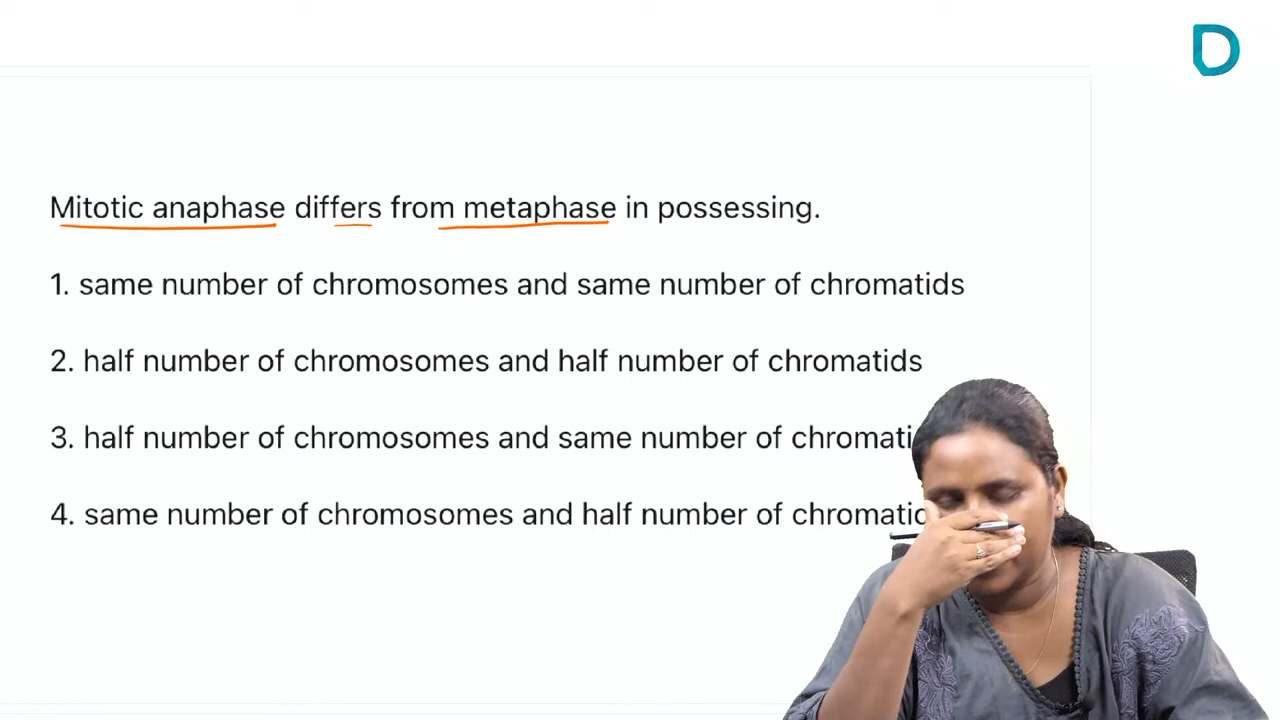 D
Mitotic anaphase differs from metaphase in possessing.
1. same number of chromosomes and same number of chromatids
2. half number of chromosomes and half number of chromatids
3. half number of chromosomes and same number of
4. same number of chromosomes and half number of